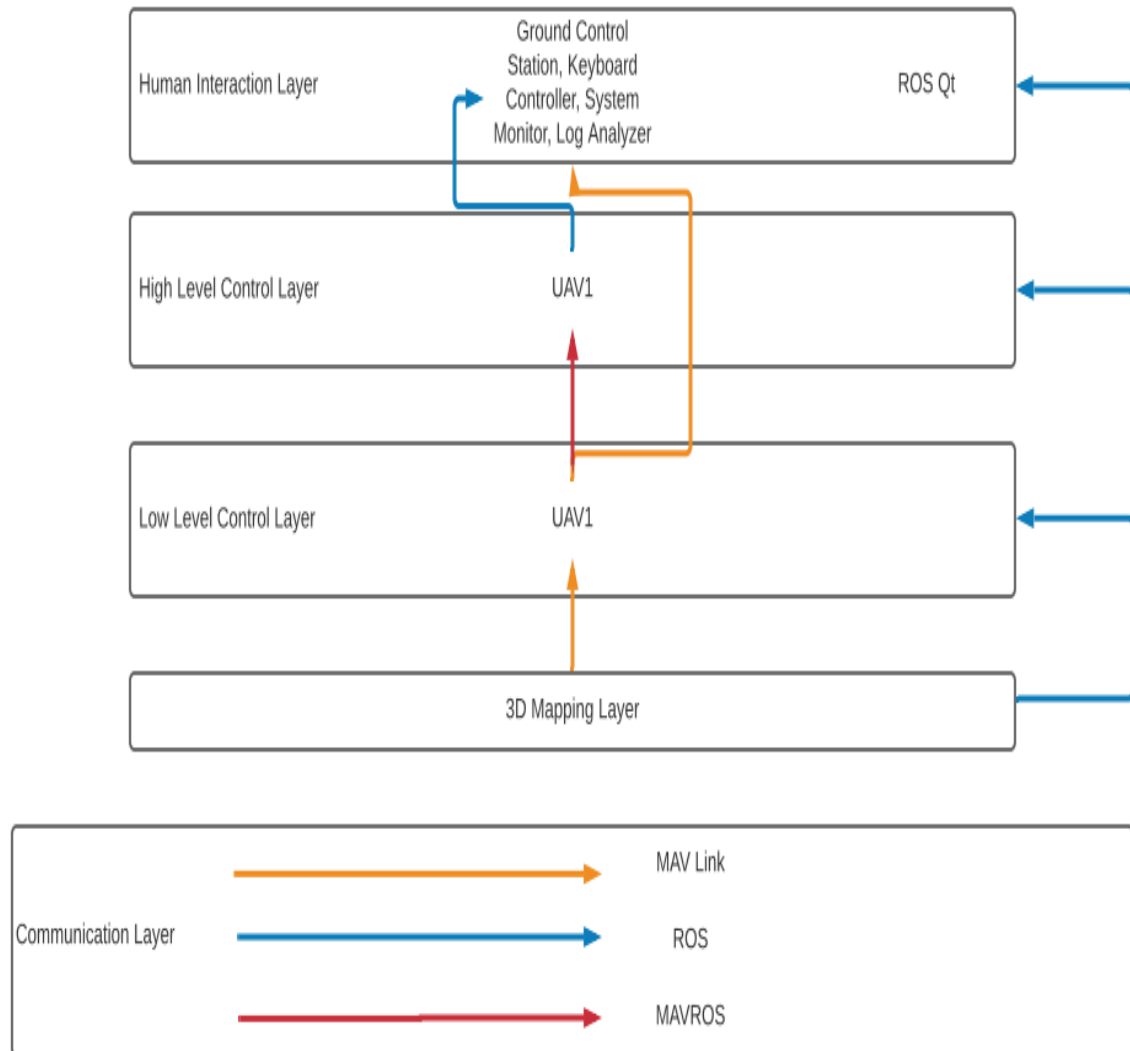 Human Interaction Layer
Ground Control
Station, Keyboard
Controller, System
Monitor, Log Analyzer
ROS Qt
High Level Control Layer
UAV1
Low Level Control Layer
UAV1
3D Mapping Layer
Communication Layer
MAV Link
ROS
MAVROS